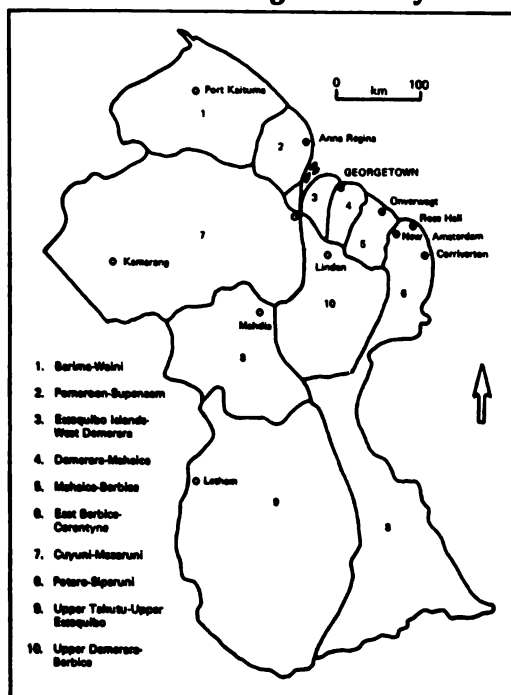 0 100
km
Port Kaituma
1
Anna Regina
2
GEORGETOWN
3
4
Onverwagt
Rose Hall
New Amsterdam
Corriverton
5
6
7
Kamarang
Linden
10
Mahdia
8
Lethem
9
1. Barima-Waini
2. Pomeroon-Supenaam
3. Essequibo Islands-
West Demerara
4. Demerara-Mahaica
5. Mahaica-Berbice
6. East Berbice-
Corentyne
7. Cuyuni-Mazaruni
8. Potaro-Siparuni
9. Upper Takutu-Upper
Essequibo
10. Upper Demerara-
Berbice